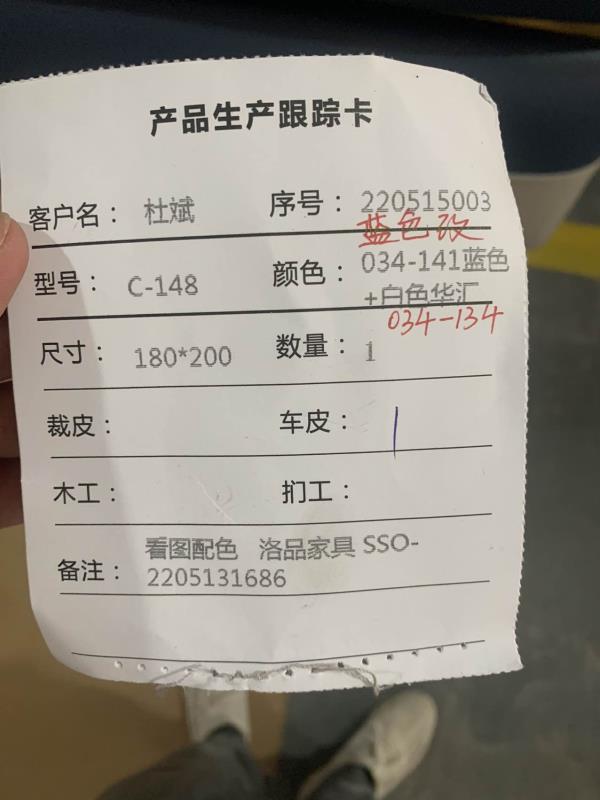 产品生产跟踪卡
客户名： 杜斌 序号： 220515003
蓝色改
型号： C-148 颜色： 034-141蓝色
+白色华汇
034-134
尺寸： 180*200 数量： 1
裁皮： 车皮： 1
木工： 扪工：
备注： 看图配色 洛品家具 SSO-
2205131686